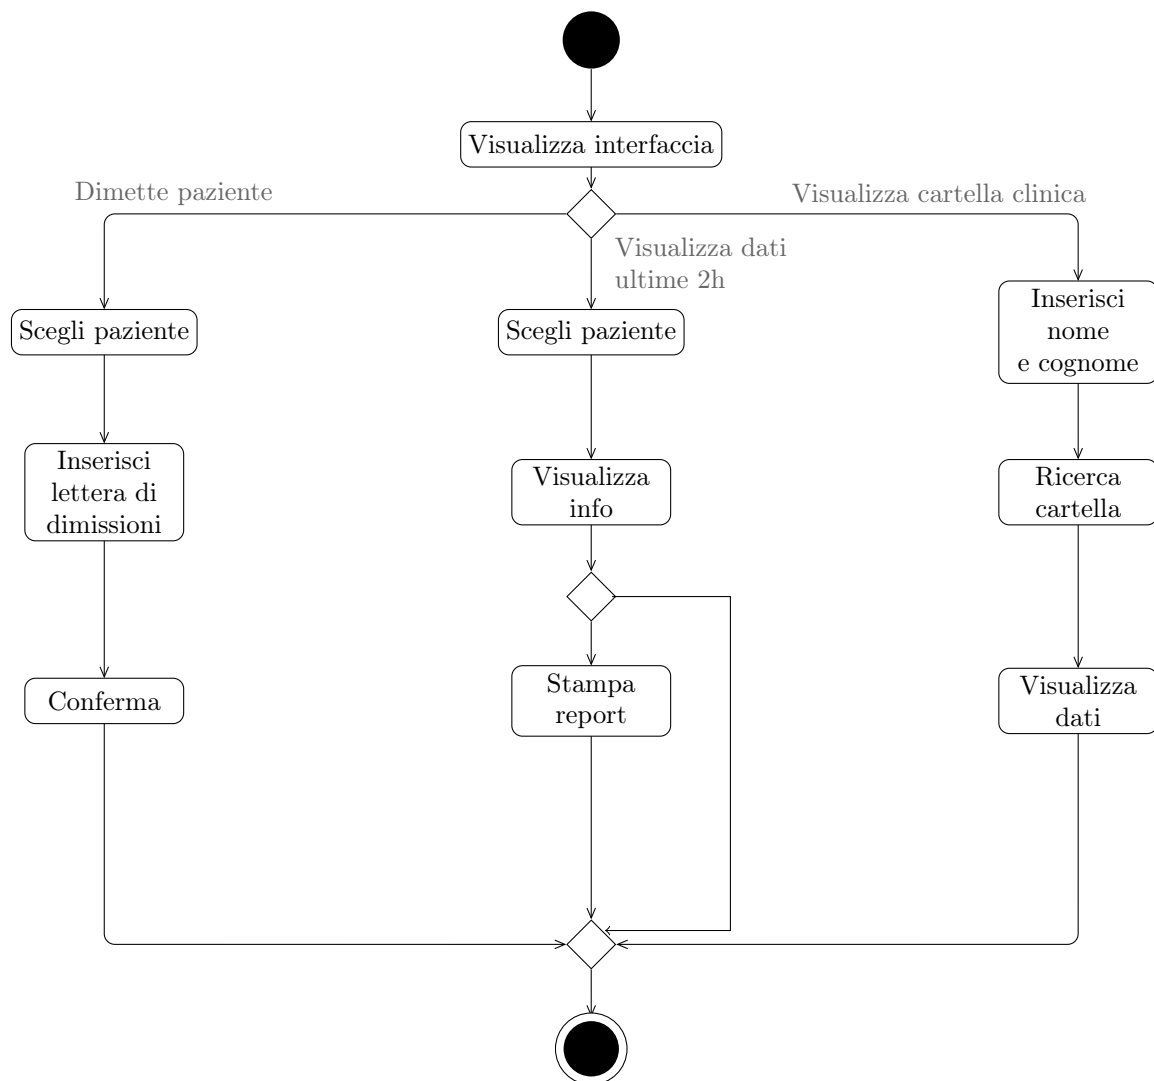 Visualizza interfaccia
Dimette paziente
Visualizza cartella clinica
Visualizza dati
ultime 2h
Scegli paziente
Scegli paziente
Inserisci
nome
e cognome
Inserisci
lettera di
dimissioni
Visualizza
info
Ricerca
cartella
Conferma
Stampa
report
Visualizza
dati